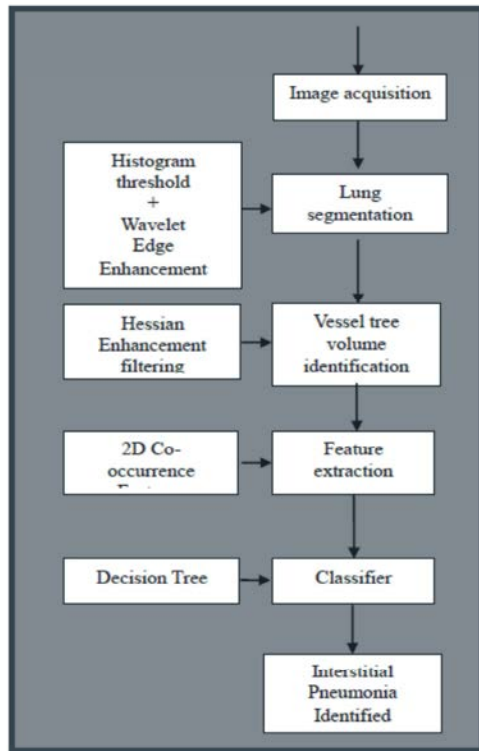 Image acquisition
Histogram
threshold
+
Wavelet
Edge
Enhancement
Lung
segmentation
Hessian
Enhancement
filtering
Vessel tree
volume
identification
2D Co-
occurrence
Feature
extraction
Decision Tree
Classifier
Interstitial
Pneumonia
Identified